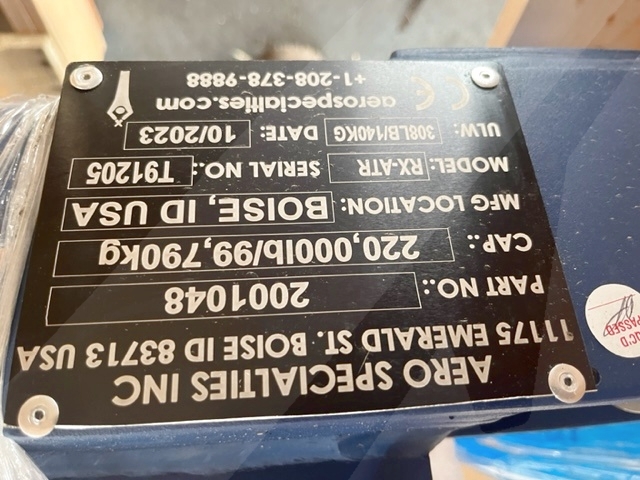 AERO SPECIALTIES INC
11175 EMERALD ST. BOISE ID 83713 USA
PART NO.: 2001048
CAP.: 220,000lb/99,790kg
MFG LOCATION: BOISE, ID USA
MODEL: RX-ATR SERIAL NO.: T91205
ULW: 308LB/140KG DATE: 10/2023
CE aerospecialties.com
+1-208-378-9888
QC'D
PASSED